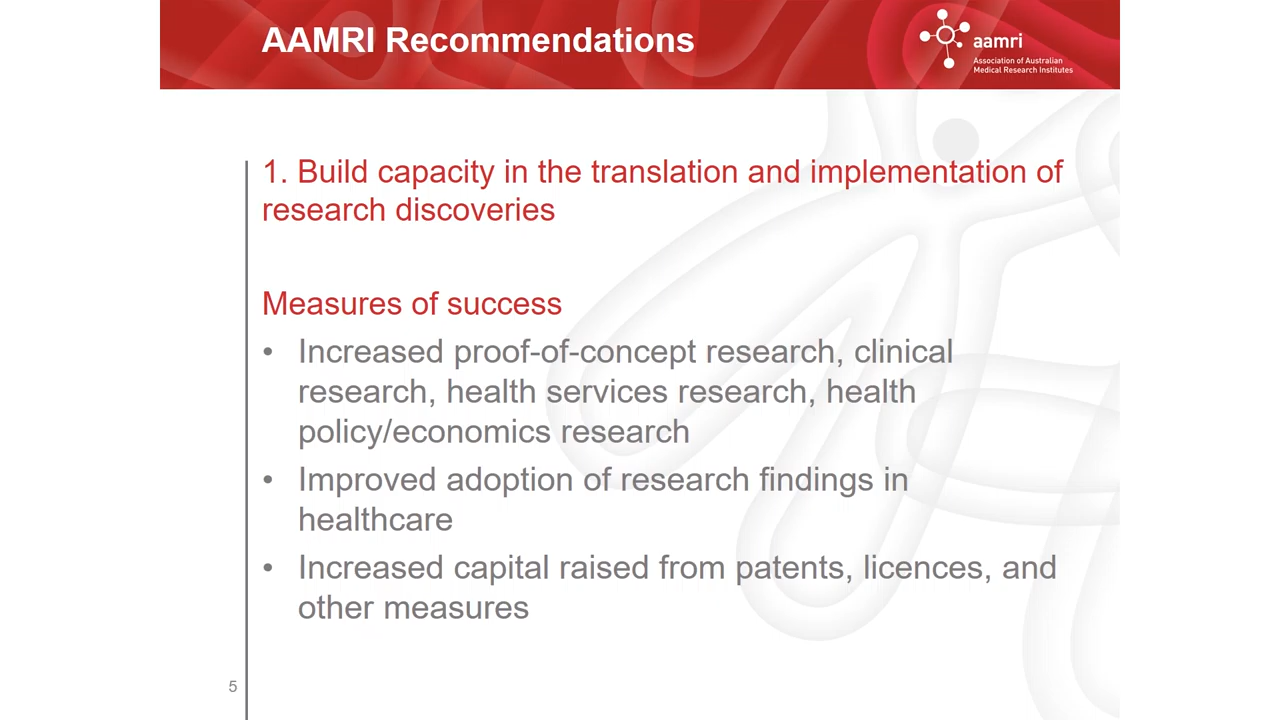 AAMRI Recommendations
aamri
Association of Australian
Medical Research Institutes
1. Build capacity in the translation and implementation of
research discoveries
Measures of success
• Increased proof-of-concept research, clinical
research, health services research, health
policy/economics research
• Improved adoption of research findings in
healthcare
• Increased capital raised from patents, licences, and
other measures
5